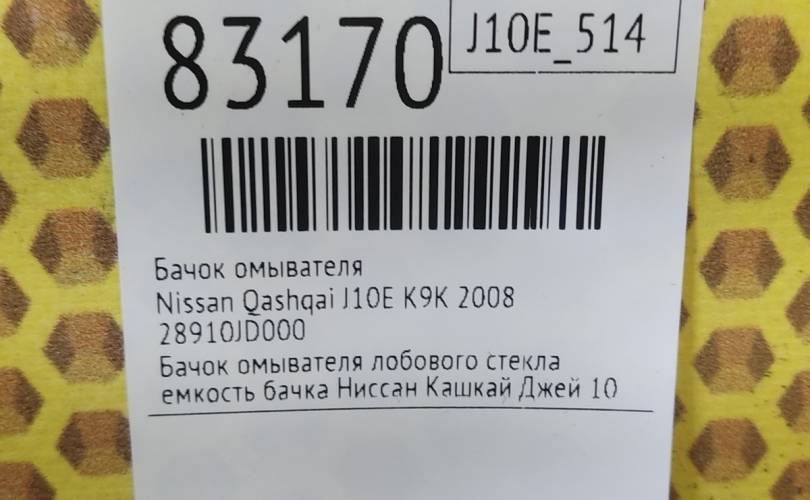 83170
J10E_514
Бачок омывателя
Nissan Qashqai J10E K9K 2008
28910JD000
Бачок омывателя лобового стекла
емкость бачка Ниссан Кашкай Джей 10